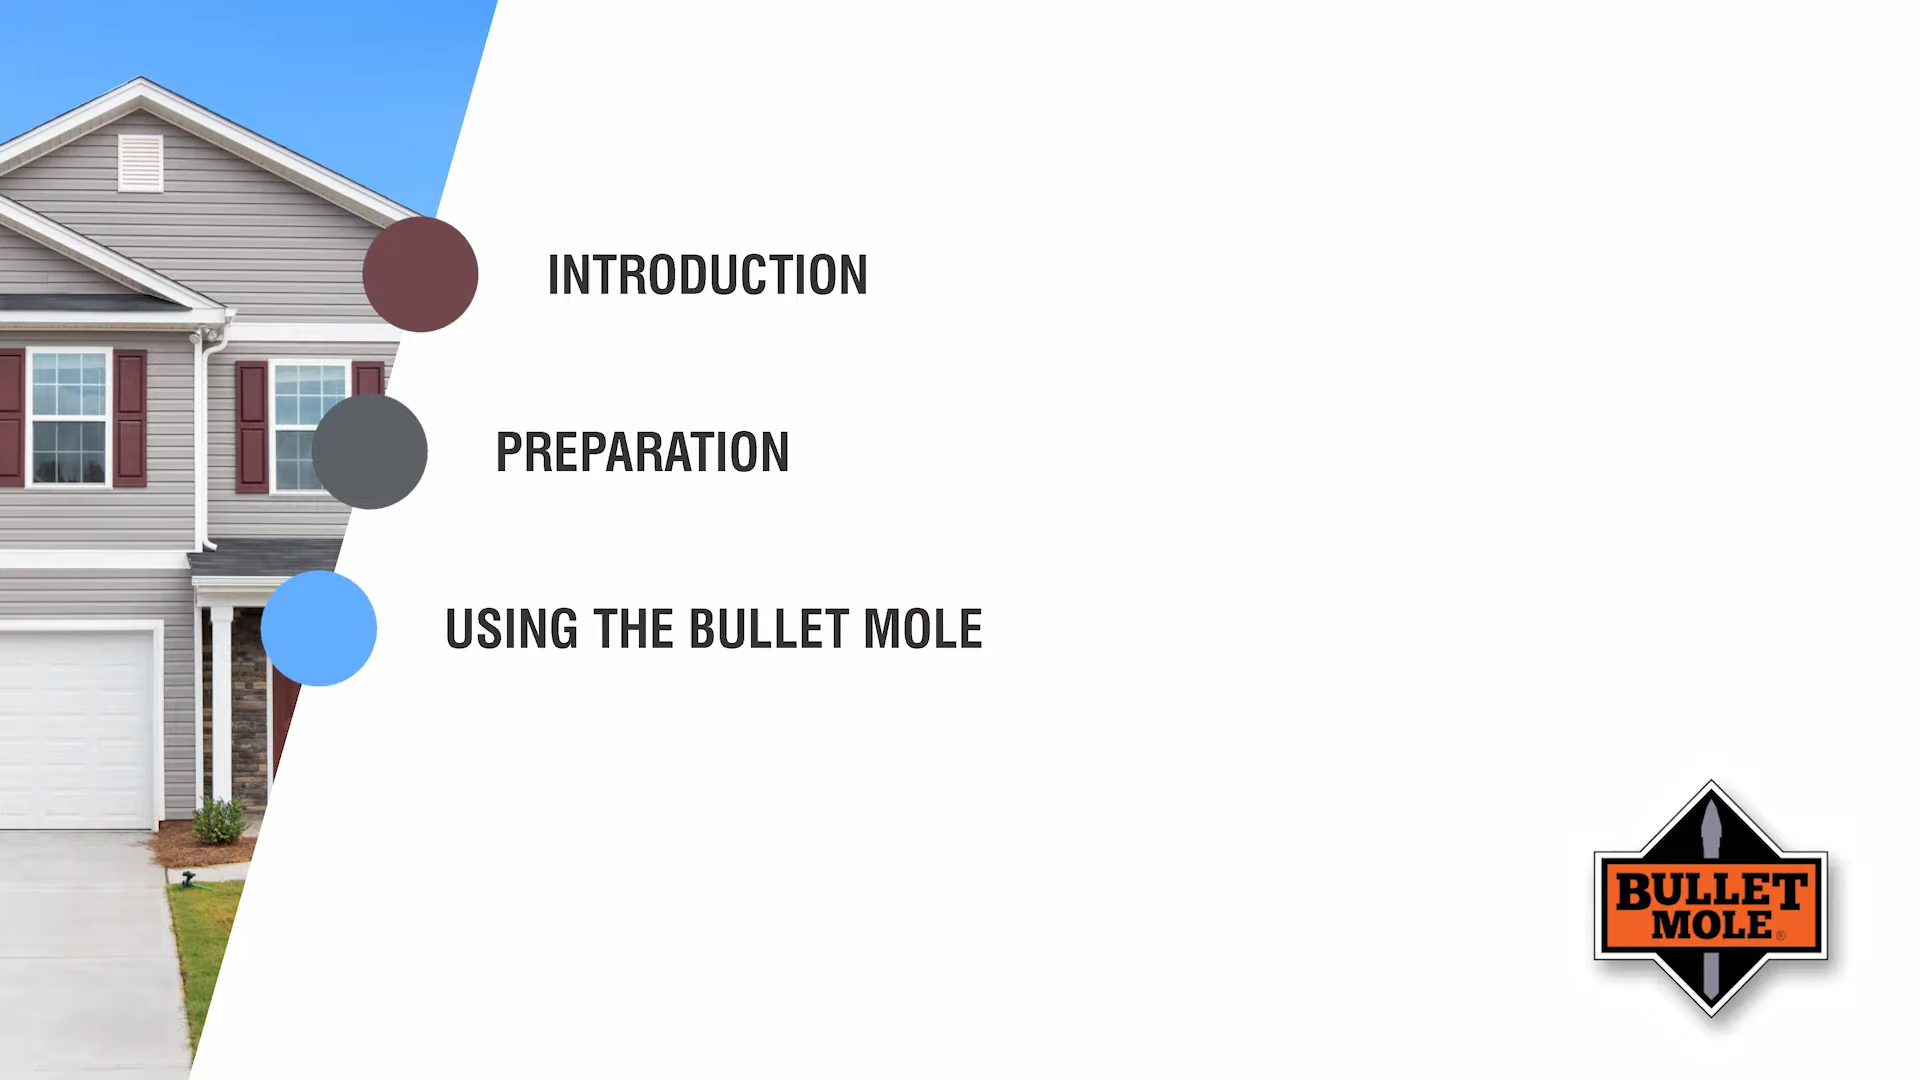 INTRODUCTION
PREPARATION
USING THE BULLET MOLE
BULLET
MOLE®